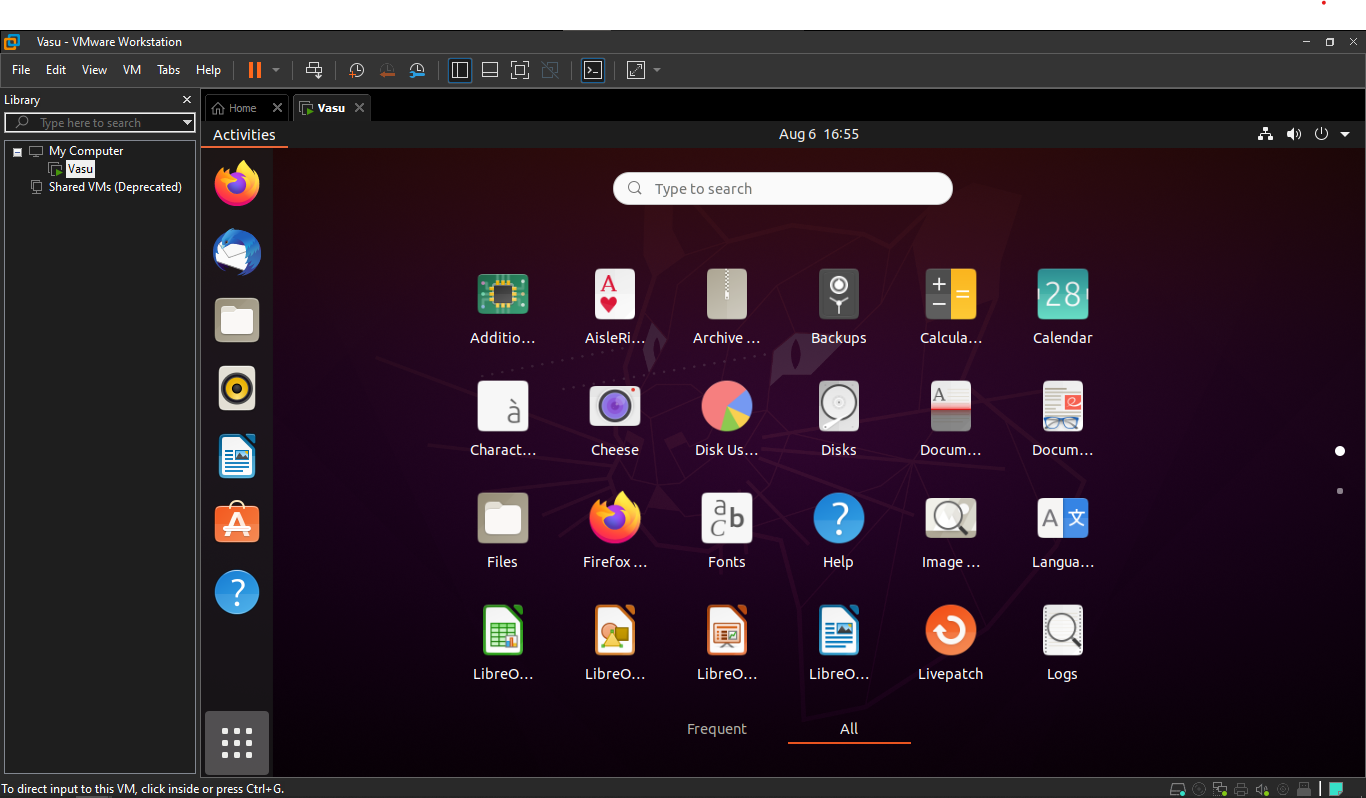 Vasu - VMware Workstation
File Edit View VM Tabs Help
Library
Type here to search
My Computer
Vasu
Shared VMs (Deprecated)
Home
Vasu
Activities
Aug 6 16:55
Type to search
Additio...
AisleRi...
Archive ...
Backups
Calcula...
Calendar
Charact...
Cheese
Disk Us...
Disks
Docum...
Docum...
Files
Firefox ...
Fonts
Help
Image ...
Langua...
LibreO...
LibreO...
LibreO...
LibreO...
Livepatch
Logs
Frequent
All
To direct input to this VM, click inside or press Ctrl+G.